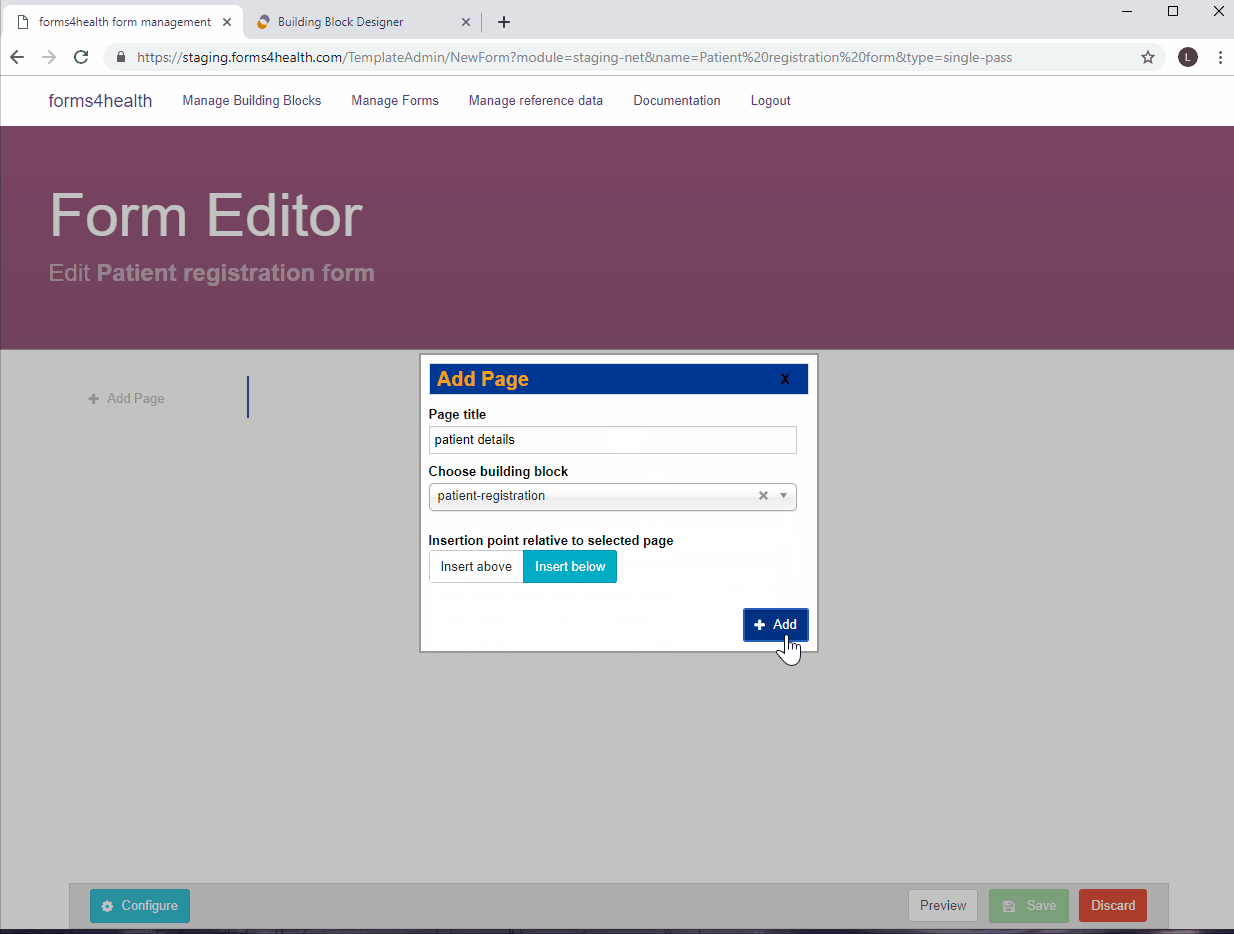 forms4health form management
Building Block Designer
https://staging.forms4health.com/TemplateAdmin/NewForm?module=staging-net&name=Patient%20registration%20form&type=single-pass
L
forms4health Manage Building Blocks Manage Forms Manage reference data Documentation Logout
Form Editor
Edit Patient registration form
Add Page
Add Page X
Page title
patient details
Choose building block
patient-registration
Insertion point relative to selected page
Insert above Insert below
Add
Configure Preview Save Discard